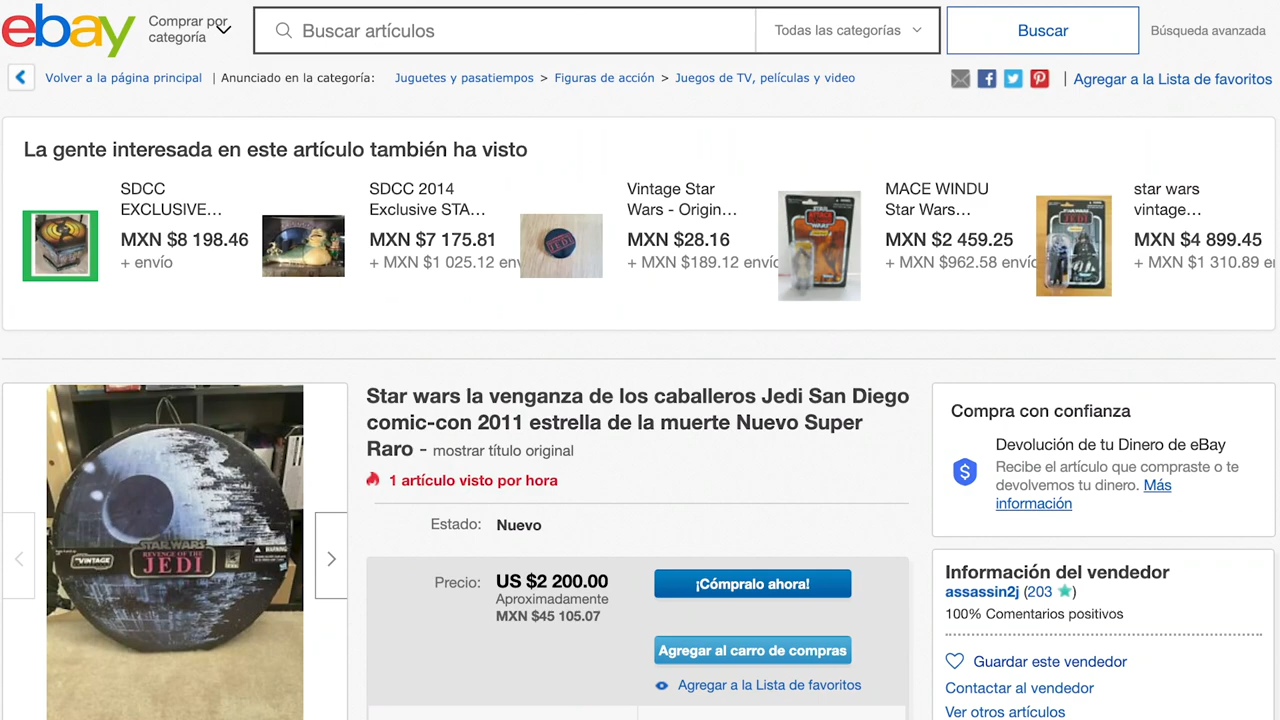 ebay
Comprar por
categoría
Buscar artículos
Todas las categorías
Buscar
Búsqueda avanzada
Volver a la página principal | Anunciado en la categoría: Juguetes y pasatiempos > Figuras de acción > Juegos de TV, películas y video
| Agregar a la Lista de favoritos
La gente interesada en este artículo también ha visto
SDCC
EXCLUSIVE...
MXN $8 198.46
+ envío
SDCC 2014
Exclusive STA...
MXN $7 175.81
+ MXN $1 025.12 env
Vintage Star
Wars - Origin...
MXN $28.16
+ MXN $189.12 envío
MACE WINDU
Star Wars...
MXN $2 459.25
+ MXN $962.58 envío
star wars
vintage...
MXN $4 899.45
+ MXN $1 310.89 e
STAR WARS
REVENGE OF THE
JEDI
VINTAGE
WARNING
Star wars la venganza de los caballeros Jedi San Diego
comic-con 2011 estrella de la muerte Nuevo Super
Raro - mostrar título original
1 artículo visto por hora
Estado: Nuevo
Precio: US $2 200.00
Aproximadamente
MXN $45 105.07
¡Cómpralo ahora!
Agregar al carro de compras
Agregar a la Lista de favoritos
Compra con confianza
Devolución de tu Dinero de eBay
Recibe el artículo que compraste o te
devolvemos tu dinero. Más
información
Información del vendedor
assassin2j (203)
100% Comentarios positivos
Guardar este vendedor
Contactar al vendedor
Ver otros artículos